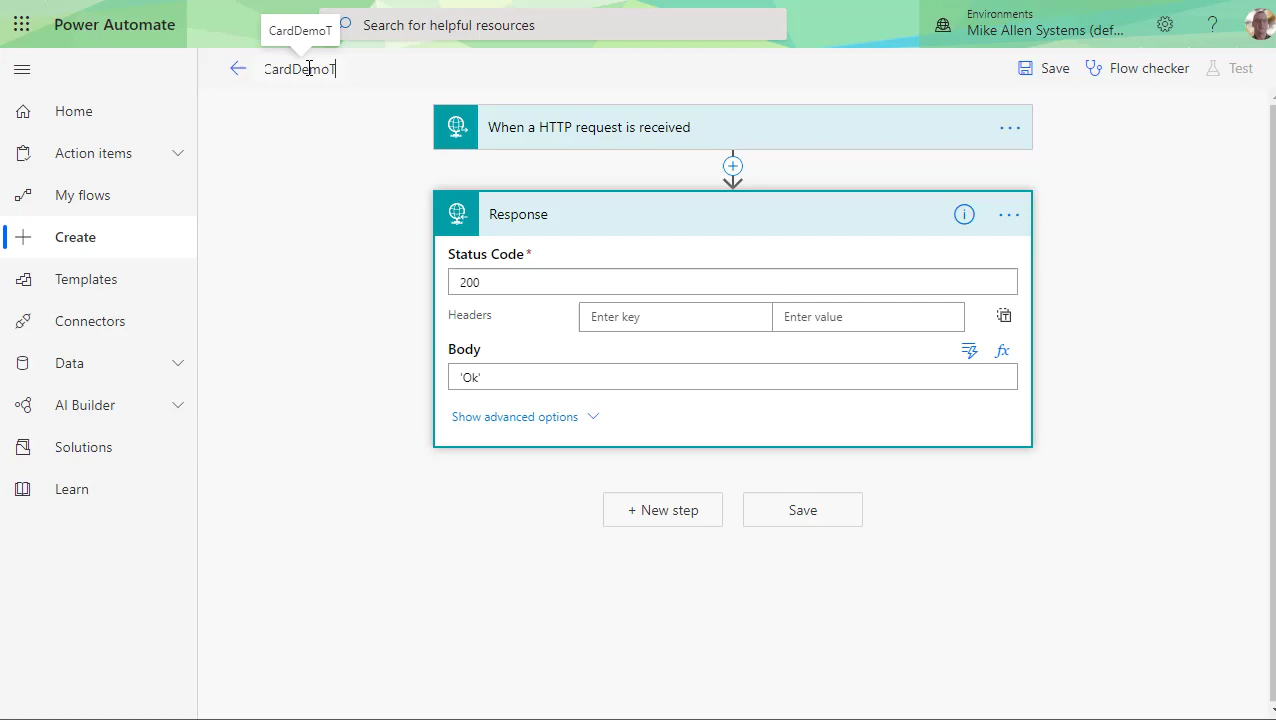 Power Automate
CardDemoT
Search for helpful resources
Environments
Mike Allen Systems (def...
?
CardDemoT
Save
Flow checker
Test
Home
Action items
My flows
Create
Templates
Connectors
Data
AI Builder
Solutions
Learn
When a HTTP request is received
Response
Status Code*
200
Headers
Enter key
Enter value
Body
fx
'Ok'
Show advanced options
+ New step
Save